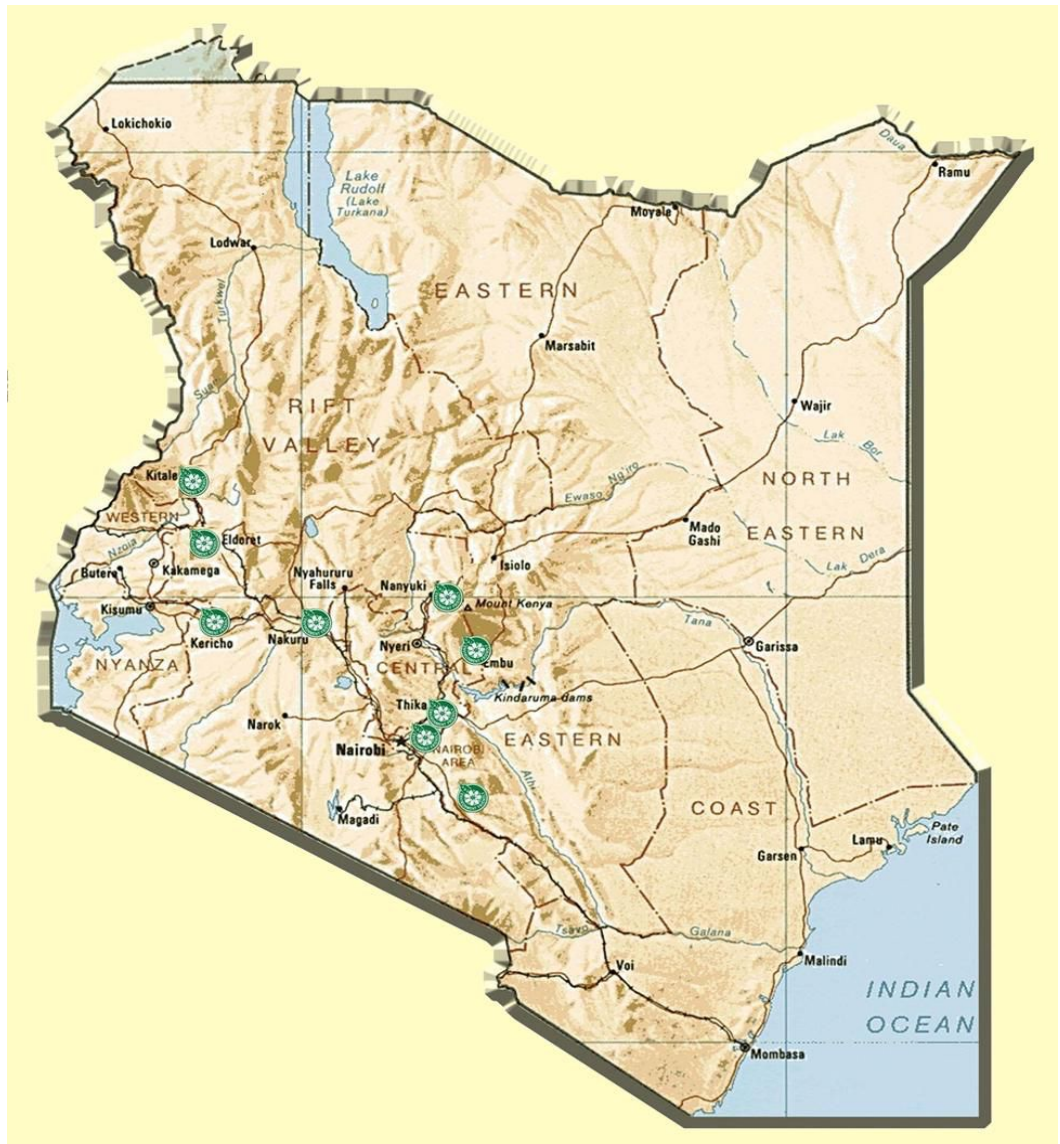 Lokichokio
Daua
Ramu
Lake
Rudolf
(Lake
Turkana)
Moyale
Lodwar
Turkwel
EASTERN
Marsabit
Suam
RIFT
VALLEY
Wajir
Lak Bor
Kitale
NORTH
EASTERN
Ewaso Ng'iro
WESTERN
Mado
Gashi
Nzoia
Eldoret
Lak Dera
Butere
Kakamega
Nyahururu
Falls
Nanyuki
Isiolo
Mount Kenya
Kisumu
Tana
Kericho
Nakuru
Nyeri
Garissa
NYANZA
CENTRAL
Embu
Kindaruma dams
Thika
Narok
Nairobi
NAIROBI
AREA
EASTERN
Athi
COAST
Magadi
Pate
Island
Lamu
Garsen
Tsavo
Galana
Malindi
Voi
INDIAN
OCEAN
Mombasa